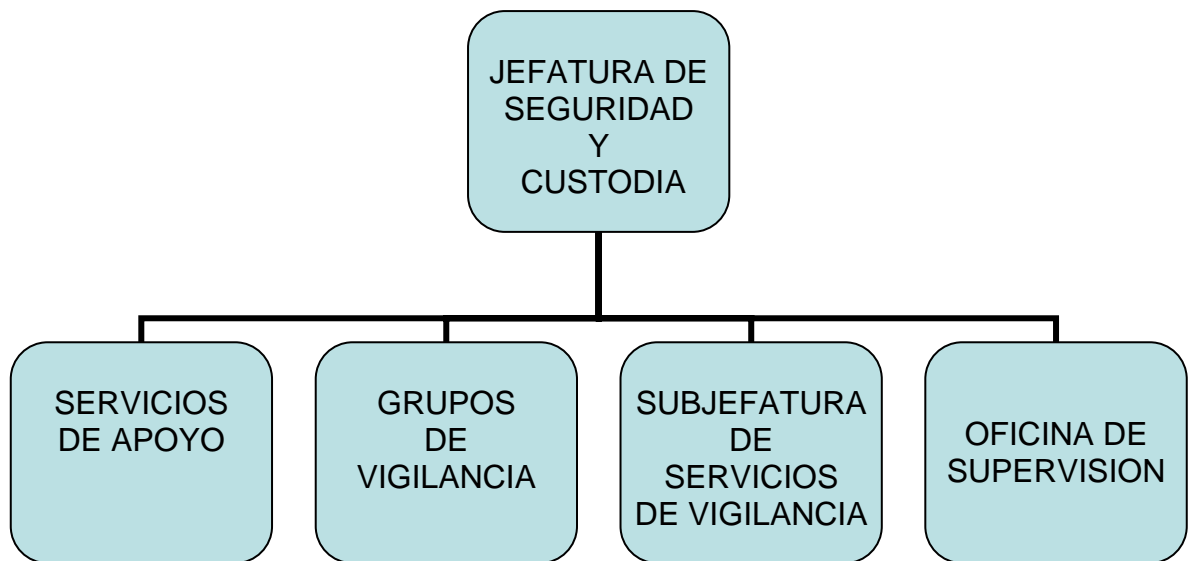 JEFATURA DE
SEGURIDAD
Y
CUSTODIA
SERVICIOS
DE APOYO
GRUPOS
DE
VIGILANCIA
SUBJEFATURA
DE
SERVICIOS
DE VIGILANCIA
OFICINA DE
SUPERVISION